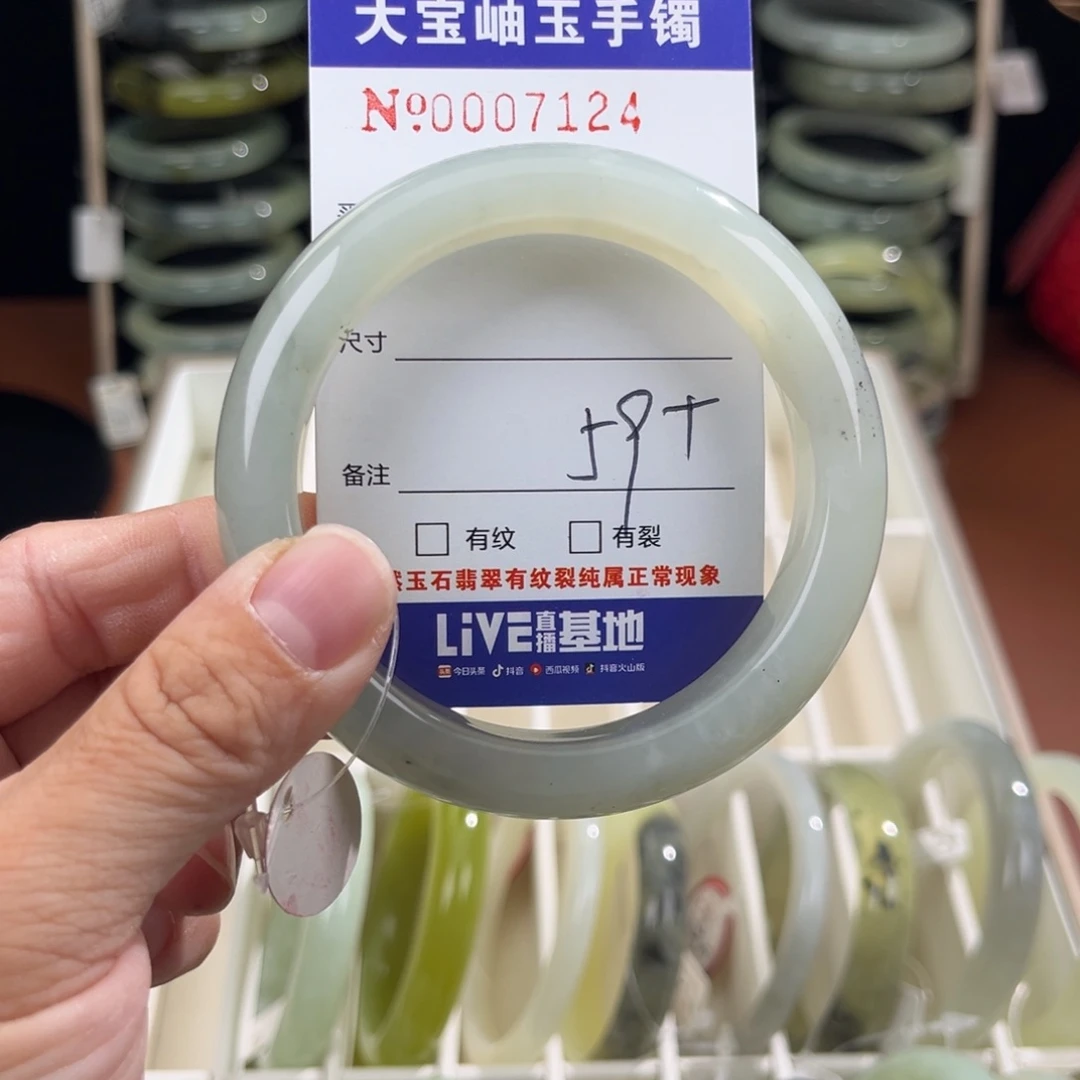 大宝岫玉手镯
Nº0007124
尺寸
59+
备注
□ 有纹 □ 有裂
玉石翡翠有纹裂纯属正常现象
LiVE直播基地
今日头条 抖音 西瓜视频 抖音火山版